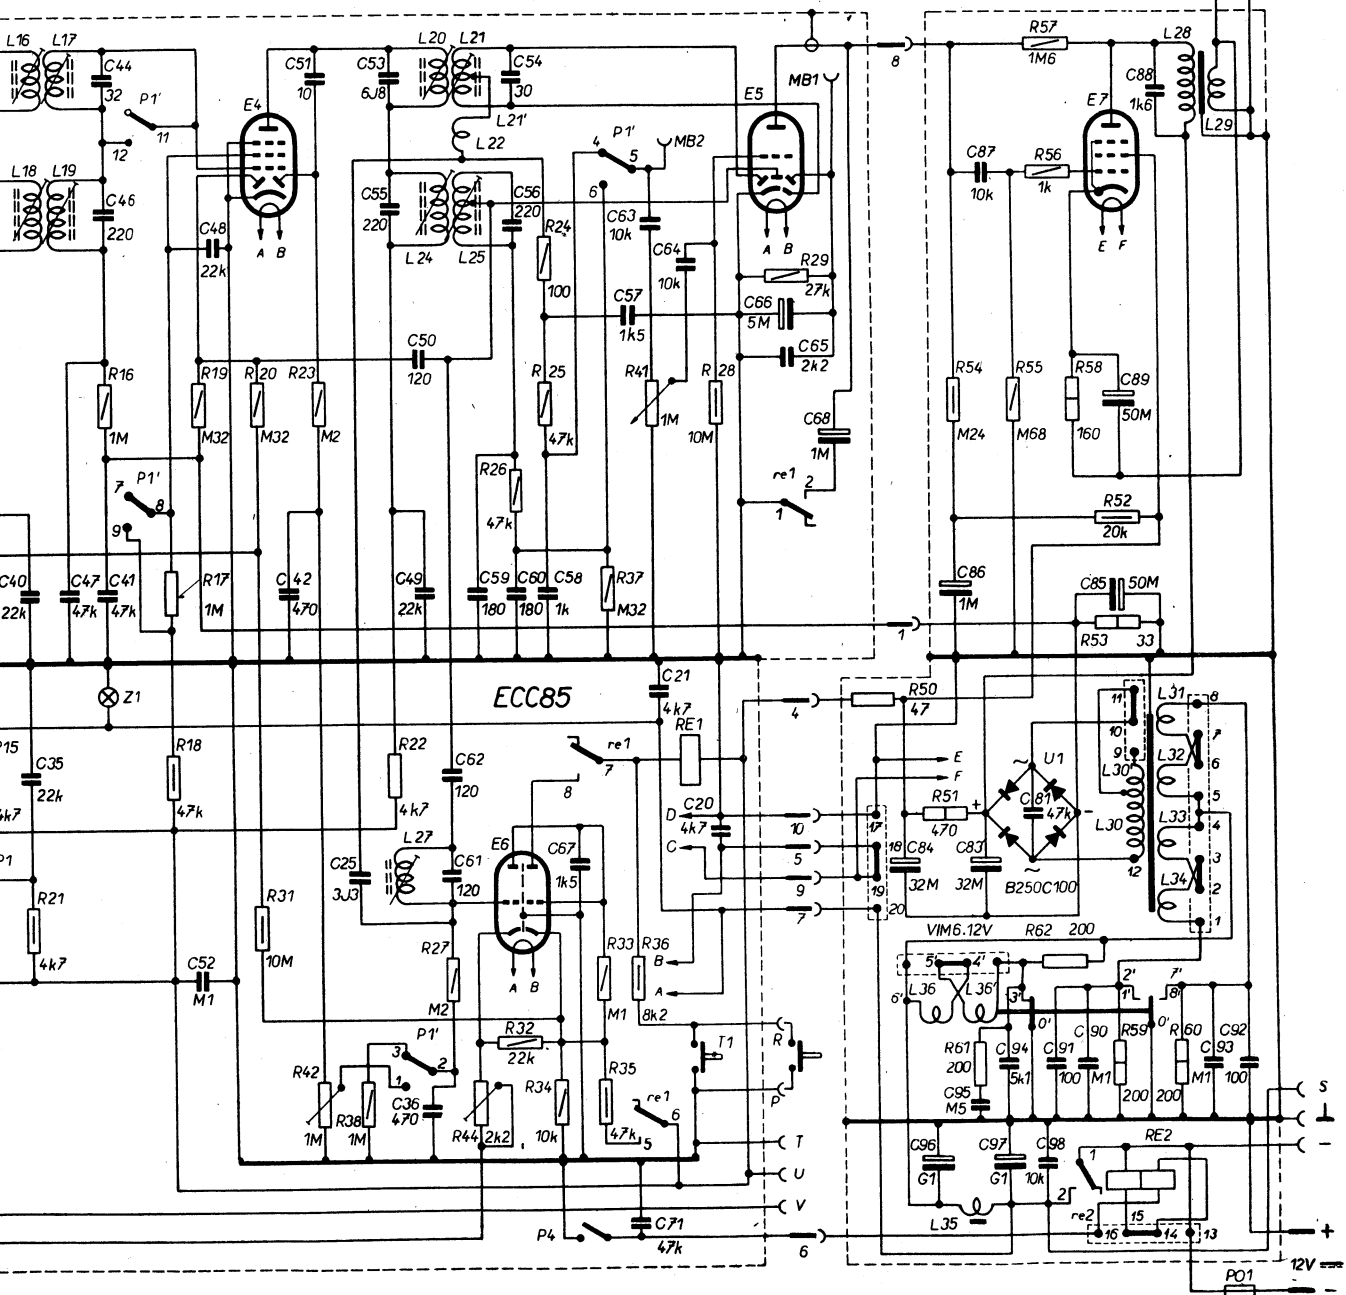 L16 L17
C44
32
P1'
11
12
L18 L19
C46
220
C48
22k
E4
A B
C51
10
C53
6J8
L20 L21
C54
30
L21'
L22
C55
220
L24 L25
C56
220
R24
100
4 P1' 5
6
MB2
C63
10k
C64
10k
C57
1k5
E5
A B
MB1
R29
27k
C66
5M
C65
2k2
C68
1M
re1
2
1
8
R57
1M6
C88
1k6
L28
L29
E7
E F
C87
10k
R56
1k
R54
M24
R55
M68
R58
160
C89
50M
R52
20k
C86
1M
C85 50M
R53 33
R16
1M
R19
M32
R20
M32
R23
M2
C50
120
R25
47k
R41
1M
R28
10M
R26
47k
7 P1' 8
9
C40
22k
C47
47k
C41
47k
R17
1M
C42
470
C49
22k
C59
180
C60
180
C58
1k
R37
M32
1
Z1
ECC85
C21
4k7
RE1
4
R50
47
R15
4k7
C35
22k
R18
47k
R22
4k7
C62
120
re1
7
8
D C20
4k7
C
10
5
9
7
17
18
19
20
E
F
R51
470
+
C84
32M
C83
32M
U1
~
C81
47k
-
~
B250C100
11
10
9
L30'
L30
12
L31
L32
L33
L34
8
7
6
5
4
3
2
1
P1
R21
4k7
C52
M1
R31
10M
C25
3J3
L27
C61
120
E6
A B
C67
1k5
R27
M2
R33
M1
R36
8k2
B
A
R32
22k
R42
1M
R38
1M
3 P1' 2
1
C36
470
R44 2k2
R34
10k
R35
47k
re1
6
5
T1
R
P
T
U
V
P4
C71
47k
6
VIM6.12V R62 200
5' 4'
6' L36 L36' 3'
0'
R61
200
C95
M5
C94
5k1
C91
100
C90
M1
2'
1'
R59
200
7'
8'
0'
R60
200
C93
M1
C92
100
C96
G1
C97
G1
C98
10k
L35
RE2
1
2
re2
15
16 14 13
S
⊥
-
+
12V
PO1
-